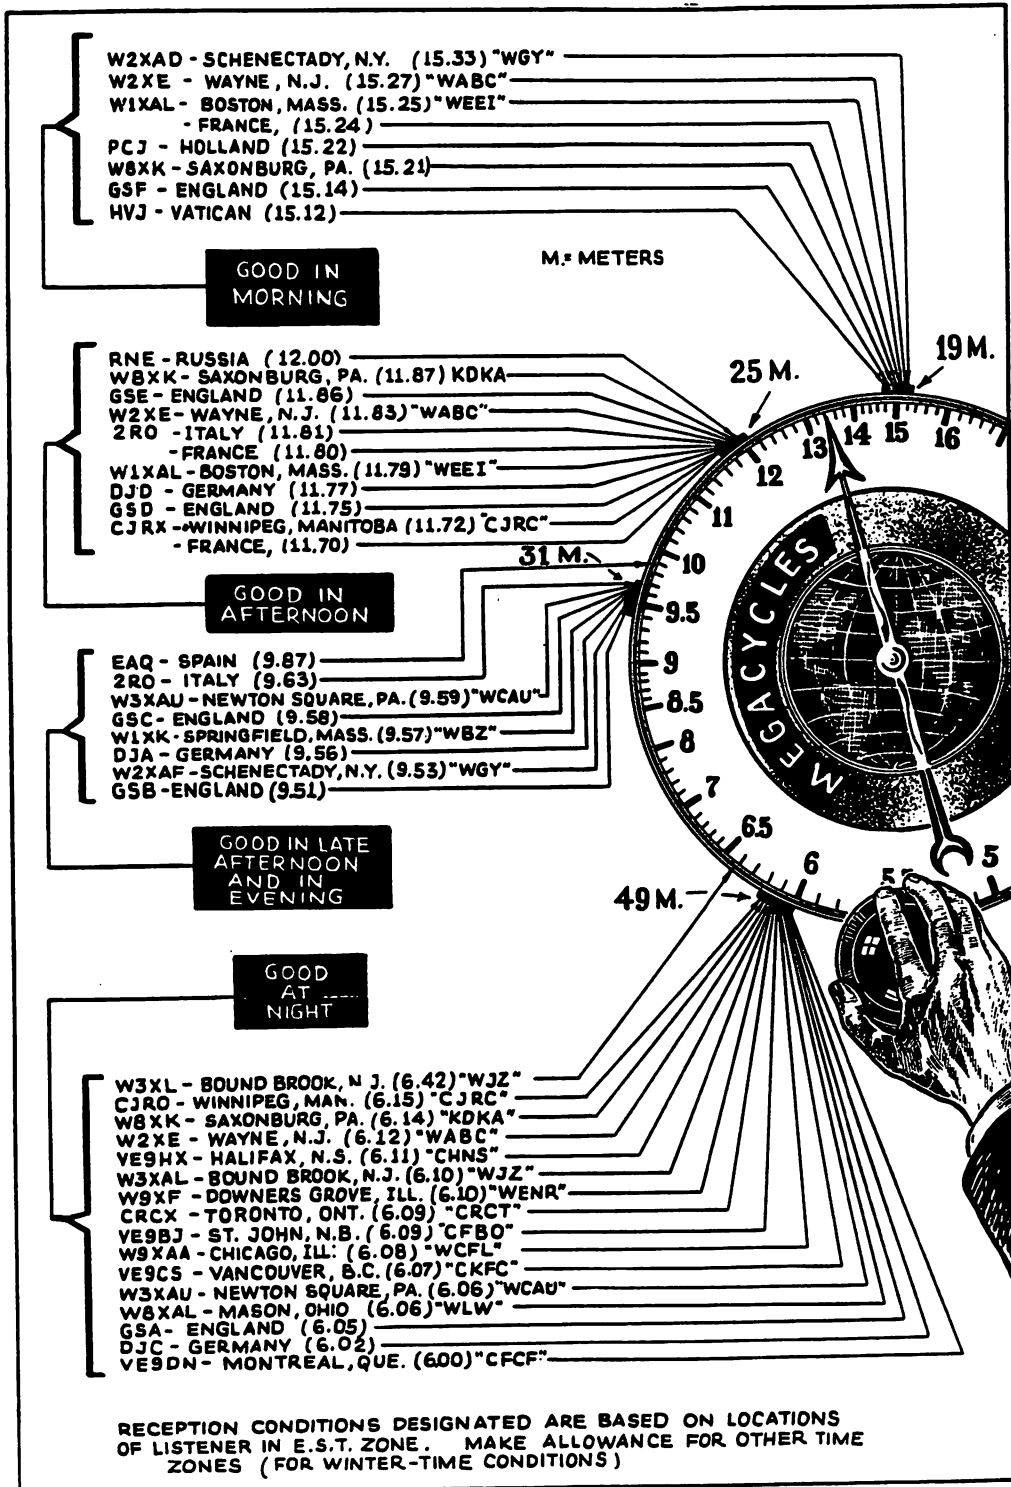 W2XAD - SCHENECTADY, N.Y. (15.33) "WGY"
W2XE - WAYNE, N.J. (15.27) "WABC"
W1XAL - BOSTON, MASS. (15.25) "WEEI"
- FRANCE, (15.24)
PCJ - HOLLAND (15.22)
W8XK - SAXONBURG, PA. (15.21)
GSF - ENGLAND (15.14)
HVJ - VATICAN (15.12)
GOOD IN
MORNING
M.= METERS
RNE - RUSSIA (12.00)
W8XK - SAXONBURG, PA. (11.87) KDKA
GSE - ENGLAND (11.86)
W2XE - WAYNE, N.J. (11.83) "WABC"
2RO - ITALY (11.81)
- FRANCE (11.80)
W1XAL - BOSTON, MASS. (11.79) "WEEI"
DJD - GERMANY (11.77)
GSD - ENGLAND (11.75)
CJRX - WINNIPEG, MANITOBA (11.72) "CJRC"
- FRANCE, (11.70)
GOOD IN
AFTERNOON
EAQ - SPAIN (9.87)
2RO - ITALY (9.63)
W3XAU - NEWTON SQUARE, PA. (9.59) "WCAU"
GSC - ENGLAND (9.58)
W1XK - SPRINGFIELD, MASS. (9.57) "WBZ"
DJA - GERMANY (9.56)
W2XAF - SCHENECTADY, N.Y. (9.53) "WGY"
GSB - ENGLAND (9.51)
GOOD IN LATE
AFTERNOON
AND IN
EVENING
GOOD
AT
NIGHT
W3XL - BOUND BROOK, N J. (6.42) "WJZ"
CJRO - WINNIPEG, MAN. (6.15) "CJRC"
W8XK - SAXONBURG, PA. (6.14) "KDKA"
W2XE - WAYNE, N.J. (6.12) "WABC"
VE9HX - HALIFAX, N.S. (6.11) "CHNS"
W3XAL - BOUND BROOK, N.J. (6.10) "WJZ"
W9XF - DOWNERS GROVE, ILL. (6.10) "WENR"
CRCX - TORONTO, ONT. (6.09) "CRCT"
VE9BJ - ST. JOHN, N.B. (6.09) "CFBO"
W9XAA - CHICAGO, ILL: (6.08) "WCFL"
VE9CS - VANCOUVER, B.C. (6.07) "CKFC"
W3XAU - NEWTON SQUARE, PA. (6.06) "WCAU"
W8XAL - MASON, OHIO (6.06) "WLW"
GSA - ENGLAND (6.05)
DJC - GERMANY (6.02)
VE9DN - MONTREAL, QUE. (6.00) "CFCF"
19 M.
25 M.
31 M.
49 M.
16
15
14
13
12
11
10
9.5
9
8.5
8
7
6.5
6
5
MEGACYCLES
RECEPTION CONDITIONS DESIGNATED ARE BASED ON LOCATIONS
OF LISTENER IN E.S.T. ZONE. MAKE ALLOWANCE FOR OTHER TIME
ZONES (FOR WINTER-TIME CONDITIONS)